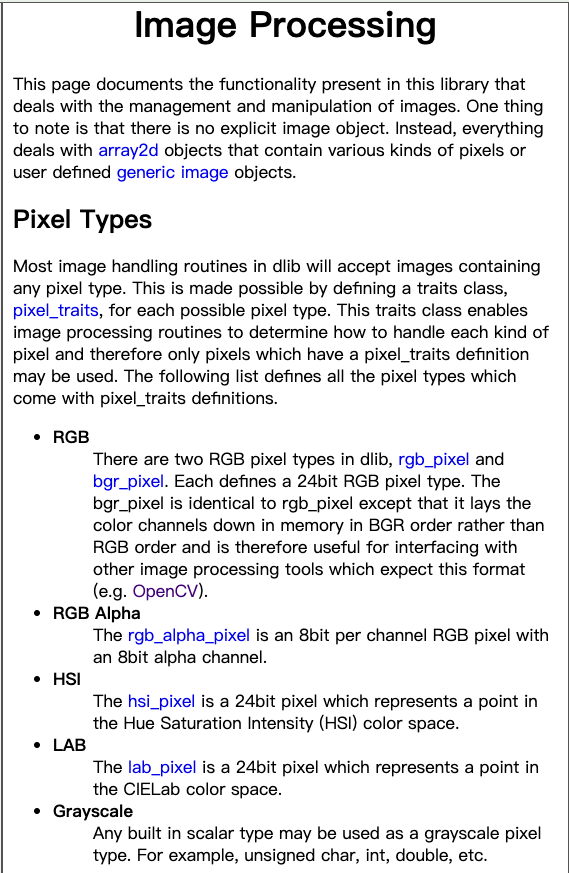 Image Processing
This page documents the functionality present in this library that
deals with the management and manipulation of images. One thing
to note is that there is no explicit image object. Instead, everything
deals with array2d objects that contain various kinds of pixels or
user defined generic image objects.
Pixel Types
Most image handling routines in dlib will accept images containing
any pixel type. This is made possible by defining a traits class,
pixel_traits, for each possible pixel type. This traits class enables
image processing routines to determine how to handle each kind of
pixel and therefore only pixels which have a pixel_traits definition
may be used. The following list defines all the pixel types which
come with pixel_traits definitions.
• RGB
There are two RGB pixel types in dlib, rgb_pixel and
bgr_pixel. Each defines a 24bit RGB pixel type. The
bgr_pixel is identical to rgb_pixel except that it lays the
color channels down in memory in BGR order rather than
RGB order and is therefore useful for interfacing with
other image processing tools which expect this format
(e.g. OpenCV).
• RGB Alpha
The rgb_alpha_pixel is an 8bit per channel RGB pixel with
an 8bit alpha channel.
• HSI
The hsi_pixel is a 24bit pixel which represents a point in
the Hue Saturation Intensity (HSI) color space.
• LAB
The lab_pixel is a 24bit pixel which represents a point in
the CIELab color space.
• Grayscale
Any built in scalar type may be used as a grayscale pixel
type. For example, unsigned char, int, double, etc.